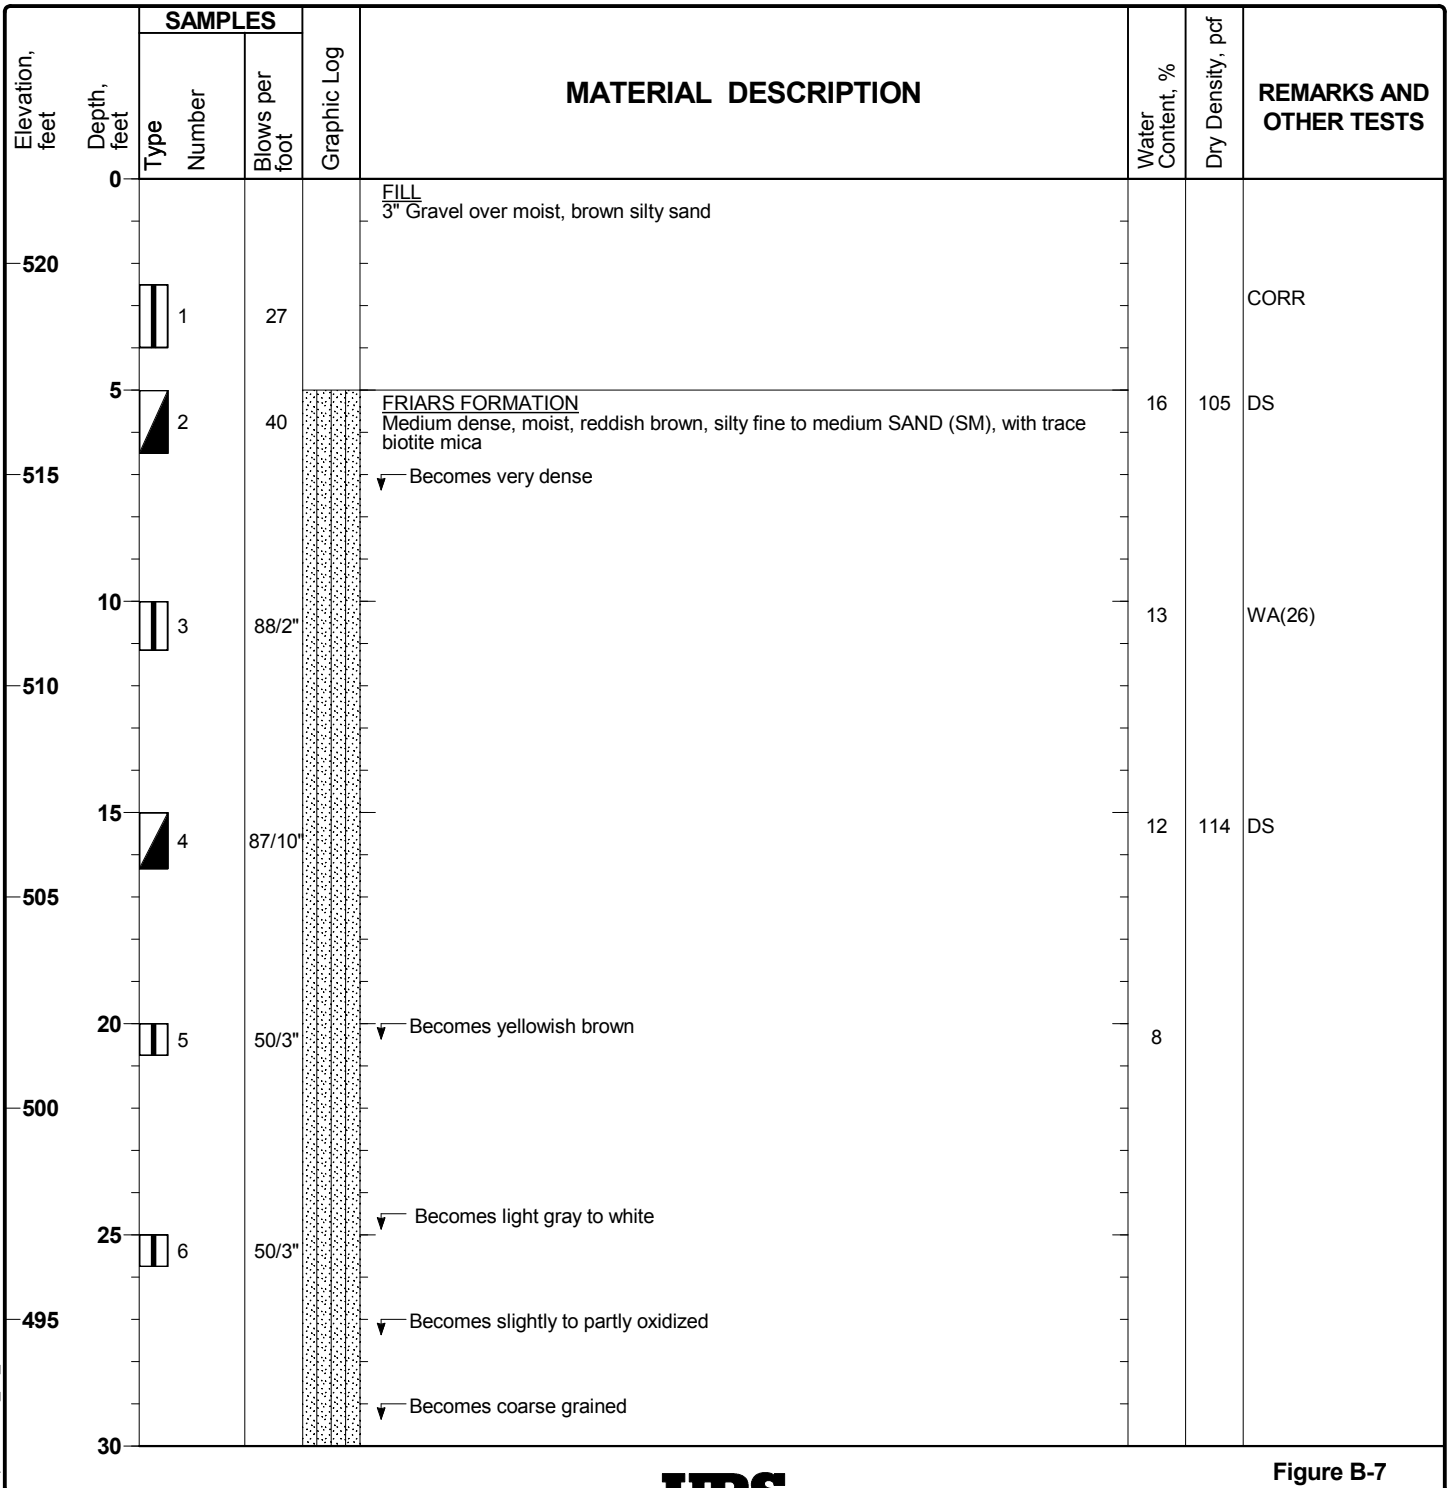 SAMPLES
Elevation,
feet
Depth,
feet
Type
Number
Blows per
foot
Graphic Log
MATERIAL DESCRIPTION
Water
Content, %
Dry Density, pcf
REMARKS AND
OTHER TESTS
0
FILL
3" Gravel over moist, brown silty sand
520
1 27 CORR
5
FRIARS FORMATION 16 105 DS
2 40 Medium dense, moist, reddish brown, silty fine to medium SAND (SM), with trace
biotite mica
515 Becomes very dense
10
3 88/2" 13 WA(26)
510
15
4 87/10" 12 114 DS
505
20 Becomes yellowish brown
5 50/3" 8
500
Becomes light gray to white
25
6 50/3"
495 Becomes slightly to partly oxidized
Becomes coarse grained
30
Figure B-7